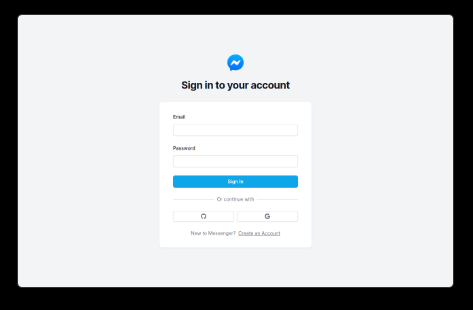 Sign in to your account
Email
Password
Sign In
Or continue with
New to Messenger? Create an Account